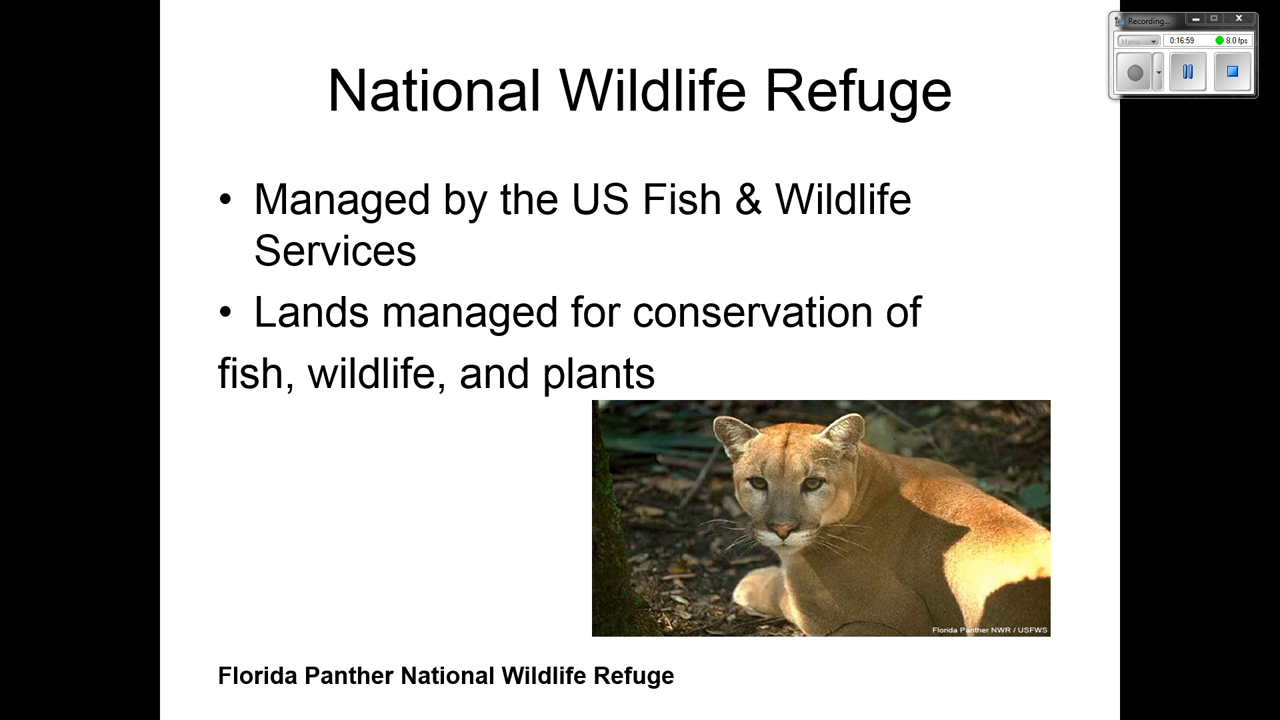 Recording...
Menu
0:16:59
8.0 fps
National Wildlife Refuge
• Managed by the US Fish & Wildlife
Services
• Lands managed for conservation of
fish, wildlife, and plants
Florida Panther NWR / USFWS
Florida Panther National Wildlife Refuge